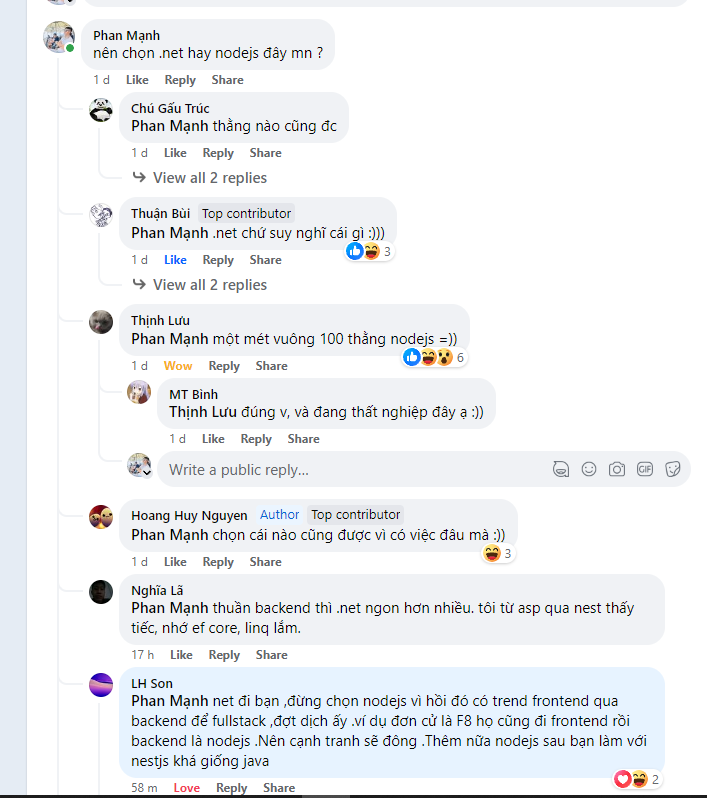 Phan Mạnh
nên chọn .net hay nodejs đây mn ?
1 d Like Reply Share
Chú Gấu Trúc
Phan Mạnh thằng nào cũng đc
1 d Like Reply Share
View all 2 replies
Thuận Bùi Top contributor
Phan Mạnh .net chứ suy nghĩ cái gì :)))
3
1 d Like Reply Share
View all 2 replies
Thịnh Lưu
Phan Mạnh một mét vuông 100 thằng nodejs =))
6
1 d Wow Reply Share
MT Bình
Thịnh Lưu đúng v, và đang thất nghiệp đây ạ :))
1 d Like Reply Share
Write a public reply...
GIF
Hoang Huy Nguyen Author Top contributor
Phan Mạnh chọn cái nào cũng được vì có việc đâu mà :))
3
1 d Like Reply Share
Nghĩa Lã
Phan Mạnh thuần backend thì .net ngon hơn nhiều. tôi từ asp qua nest thấy
tiếc, nhớ ef core, linq lắm.
17 h Like Reply Share
LH Son
Phan Mạnh net đi bạn ,đừng chọn nodejs vì hồi đó có trend frontend qua
backend để fullstack ,đợt dịch ấy .ví dụ đơn cử là F8 họ cũng đi frontend rồi
backend là nodejs .Nên cạnh tranh sẽ đông .Thêm nữa nodejs sau bạn làm với
nestjs khá giống java
2
58 m Love Reply Share